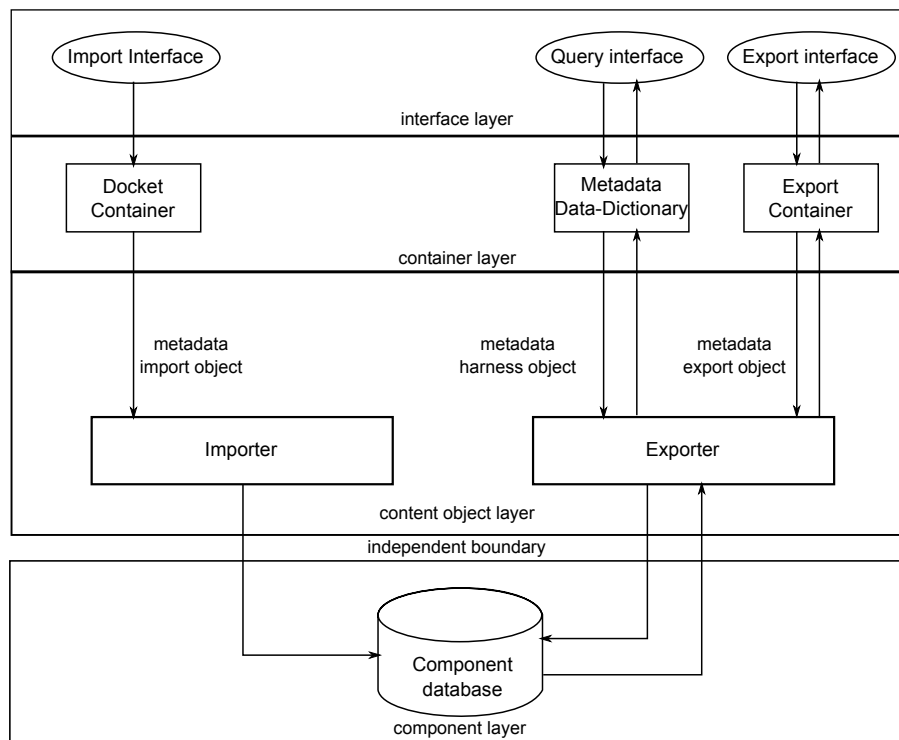 Import Interface
Query interface
Export interface
interface layer
Docket
Container
Metadata
Data-Dictionary
Export
Container
container layer
metadata
import object
metadata
harness object
metadata
export object
Importer
Exporter
content object layer
independent boundary
Component
database
component layer